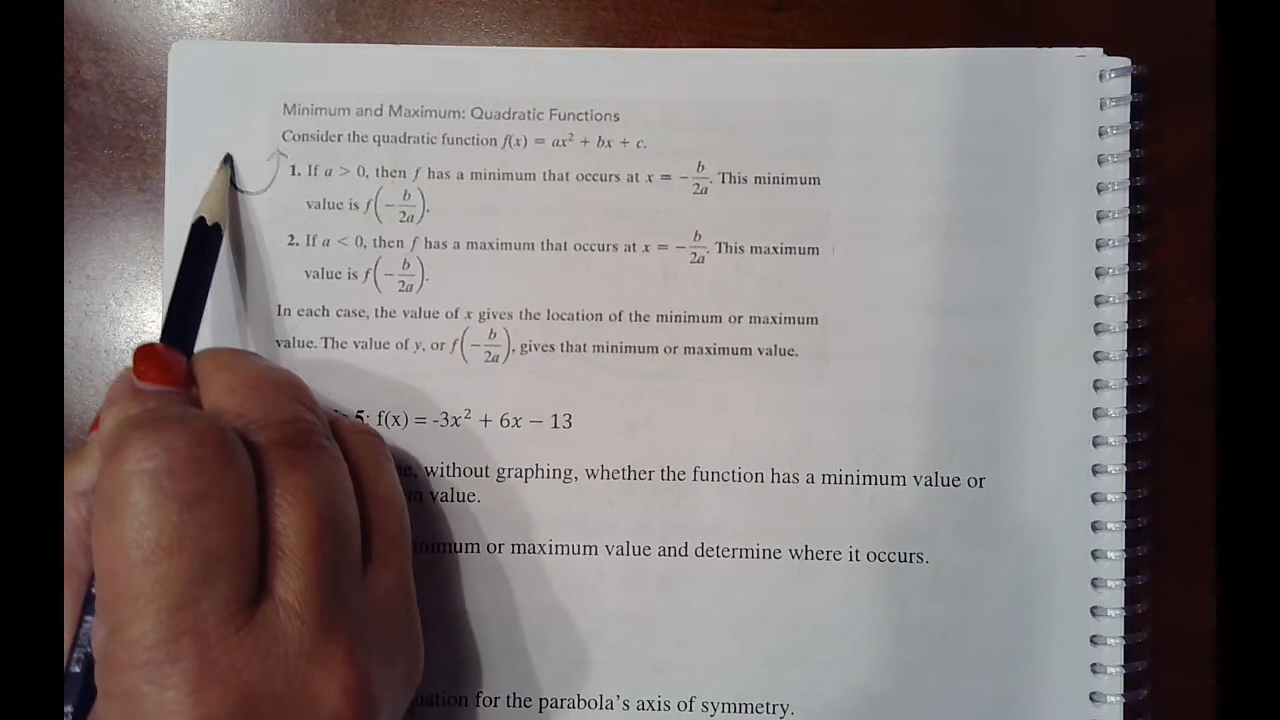 Minimum and Maximum: Quadratic Functions
Consider the quadratic function f(x) = ax² + bx + c.
1. If a > 0, then f has a minimum that occurs at x = -b/2a. This minimum
value is f(-b/2a).
2. If a < 0, then f has a maximum that occurs at x = -b/2a. This maximum
value is f(-b/2a).
In each case, the value of x gives the location of the minimum or maximum
value. The value of y, or f(-b/2a), gives that minimum or maximum value.
5: f(x) = -3x² + 6x − 13
without graphing, whether the function has a minimum value or
value.
or maximum value and determine where it occurs.
for the parabola's axis of symmetry.